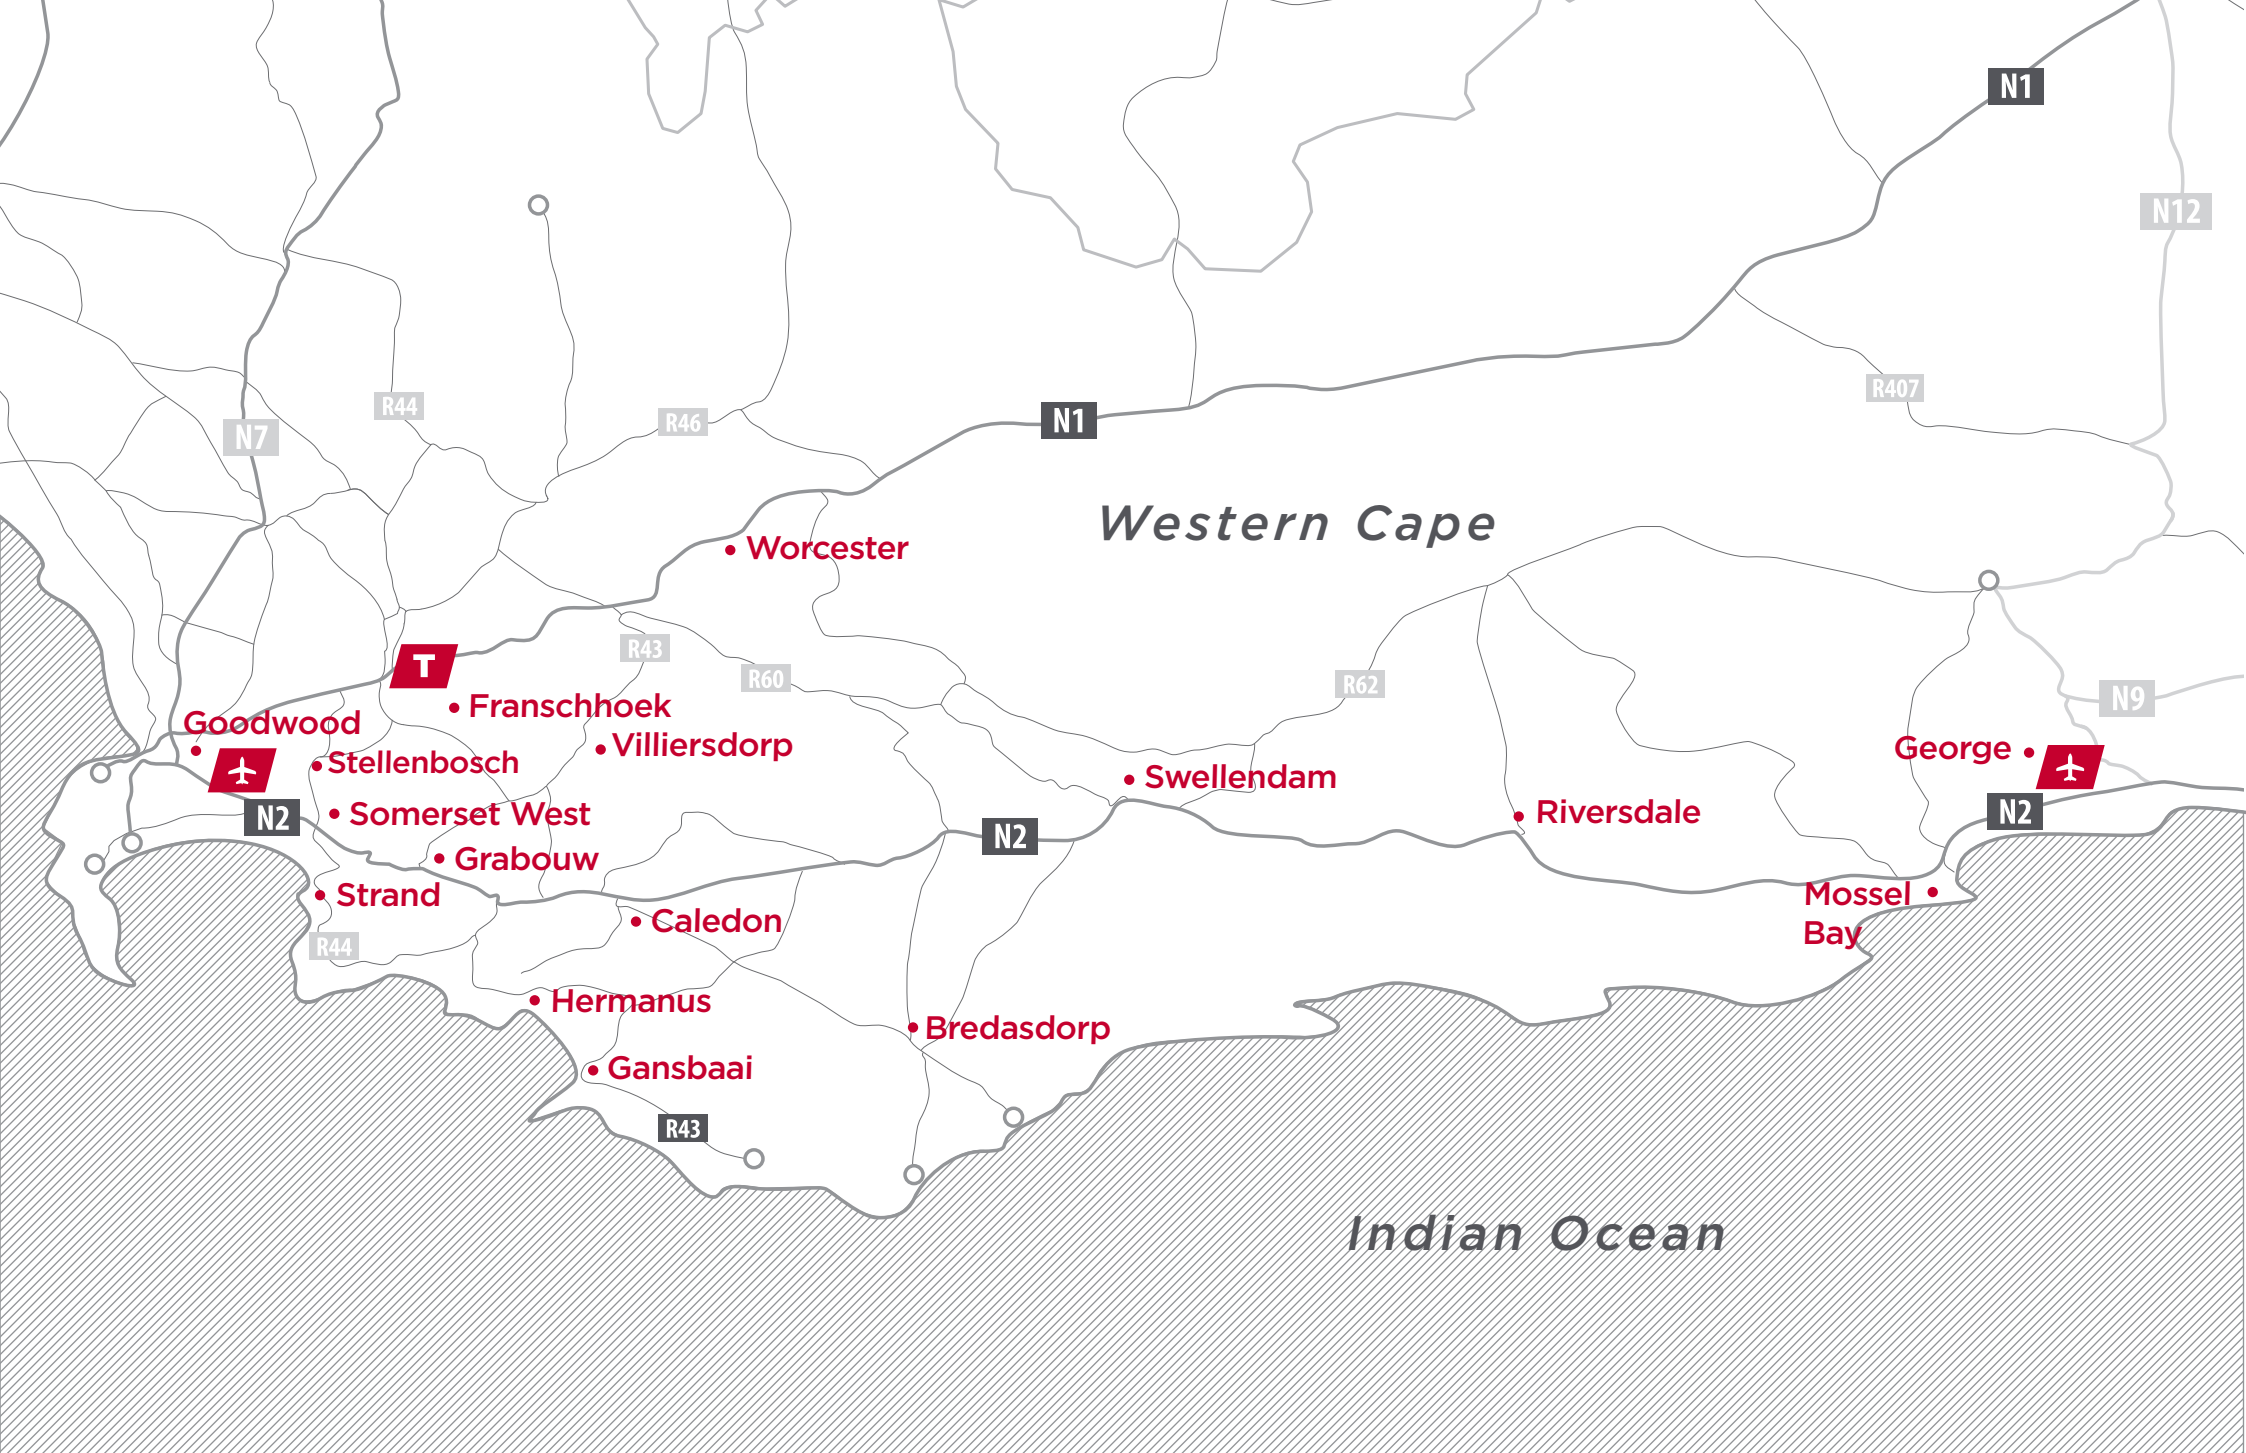 N1
N12
R407
R44
R46
N7
N1
Western Cape
Worcester
R43
T
R60
R62
Franschhoek
N9
Goodwood
Villiersdorp
George
Stellenbosch
Swellendam
Somerset West
N2
Riversdale
N2
N2
Grabouw
Strand
Mossel
Bay
Caledon
R44
Hermanus
Bredasdorp
Gansbaai
R43
Indian Ocean